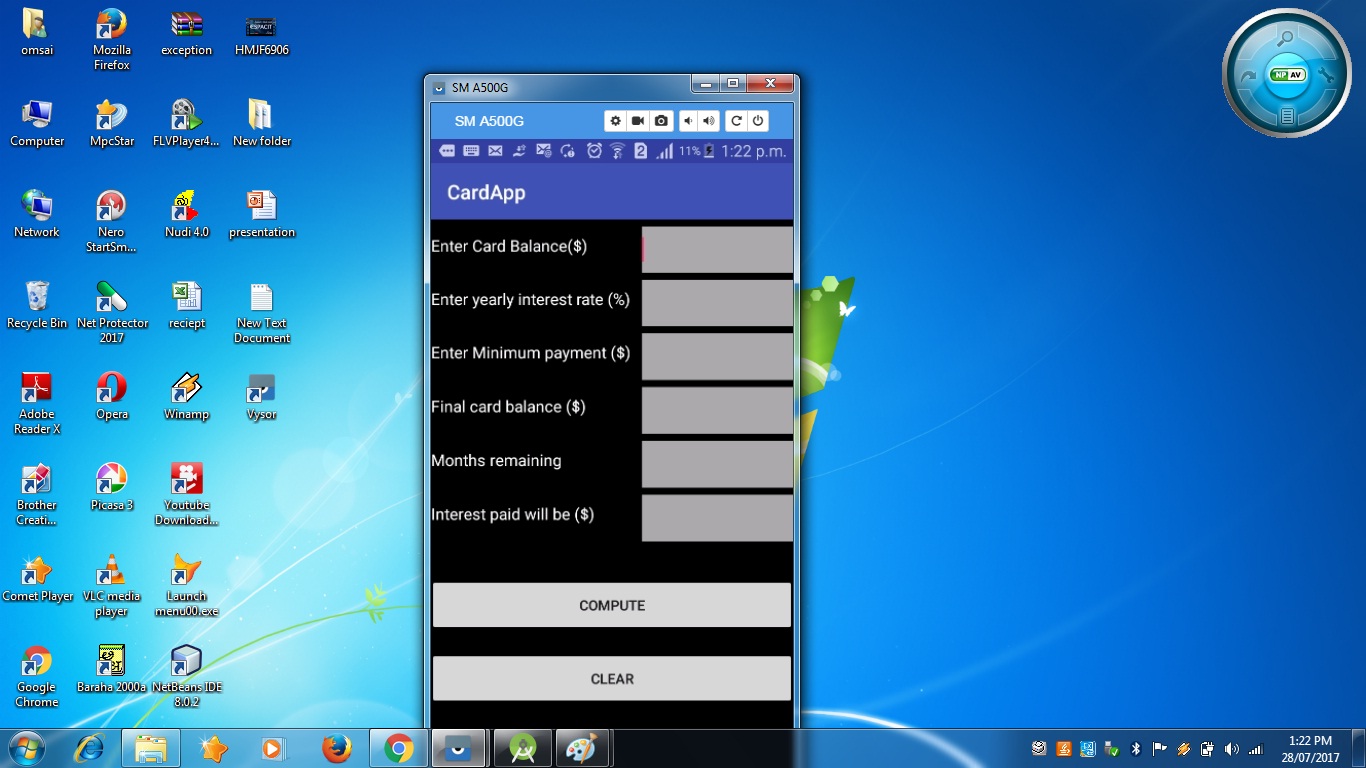 omsai
Mozilla
Firefox
exception
HMJF6906
Computer
MpcStar
FLVPlayer4...
New folder
Network
Nero
StartSm...
Nudi 4.0
presentation
Recycle Bin
Net Protector
2017
reciept
New Text
Document
Adobe
Reader X
Opera
Winamp
Vysor
Brother
Creati...
Picasa 3
Youtube
Download...
Comet Player
VLC media
player
Launch
menu00.exe
Google
Chrome
Baraha 2000a
NetBeans IDE
8.0.2
SM A500G
SM A500G
2
11%
1:22 p.m.
CardApp
Enter Card Balance($)
Enter yearly interest rate (%)
Enter Minimum payment ($)
Final card balance ($)
Months remaining
Interest paid will be ($)
COMPUTE
CLEAR
NP AV
1:22 PM
28/07/2017